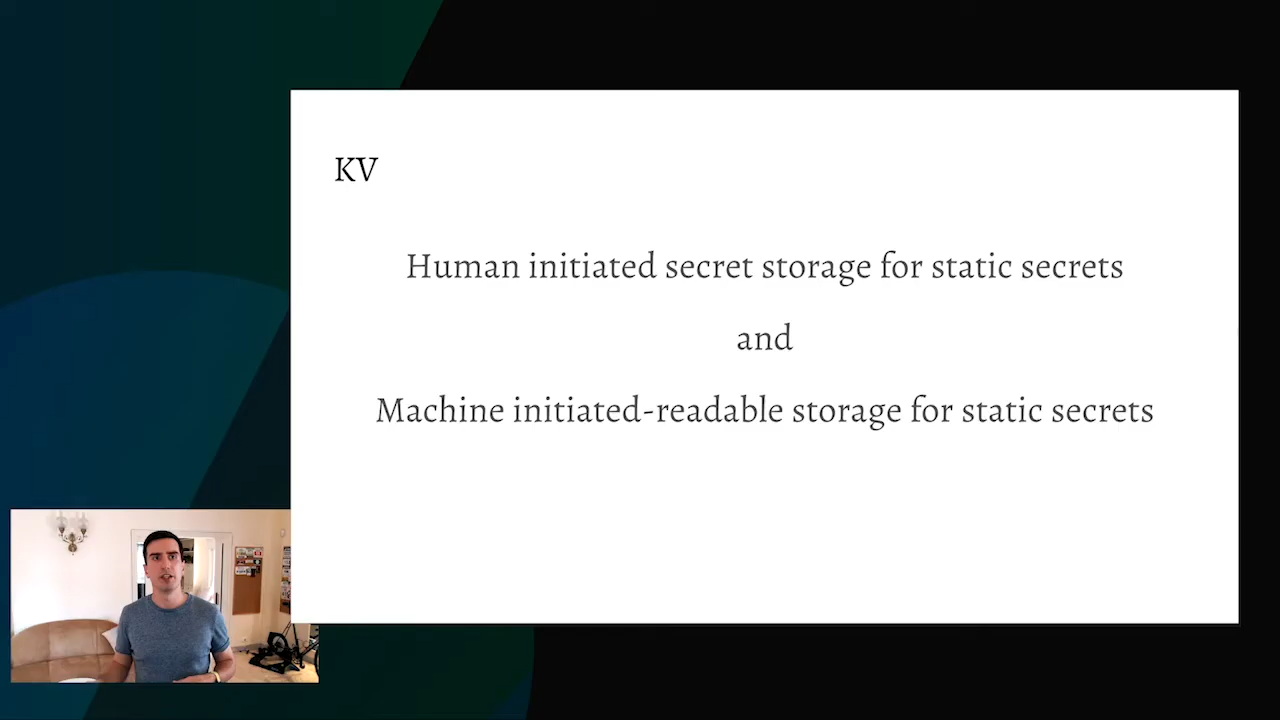 KV
Human initiated secret storage for static secrets
and
Machine initiated-readable storage for static secrets